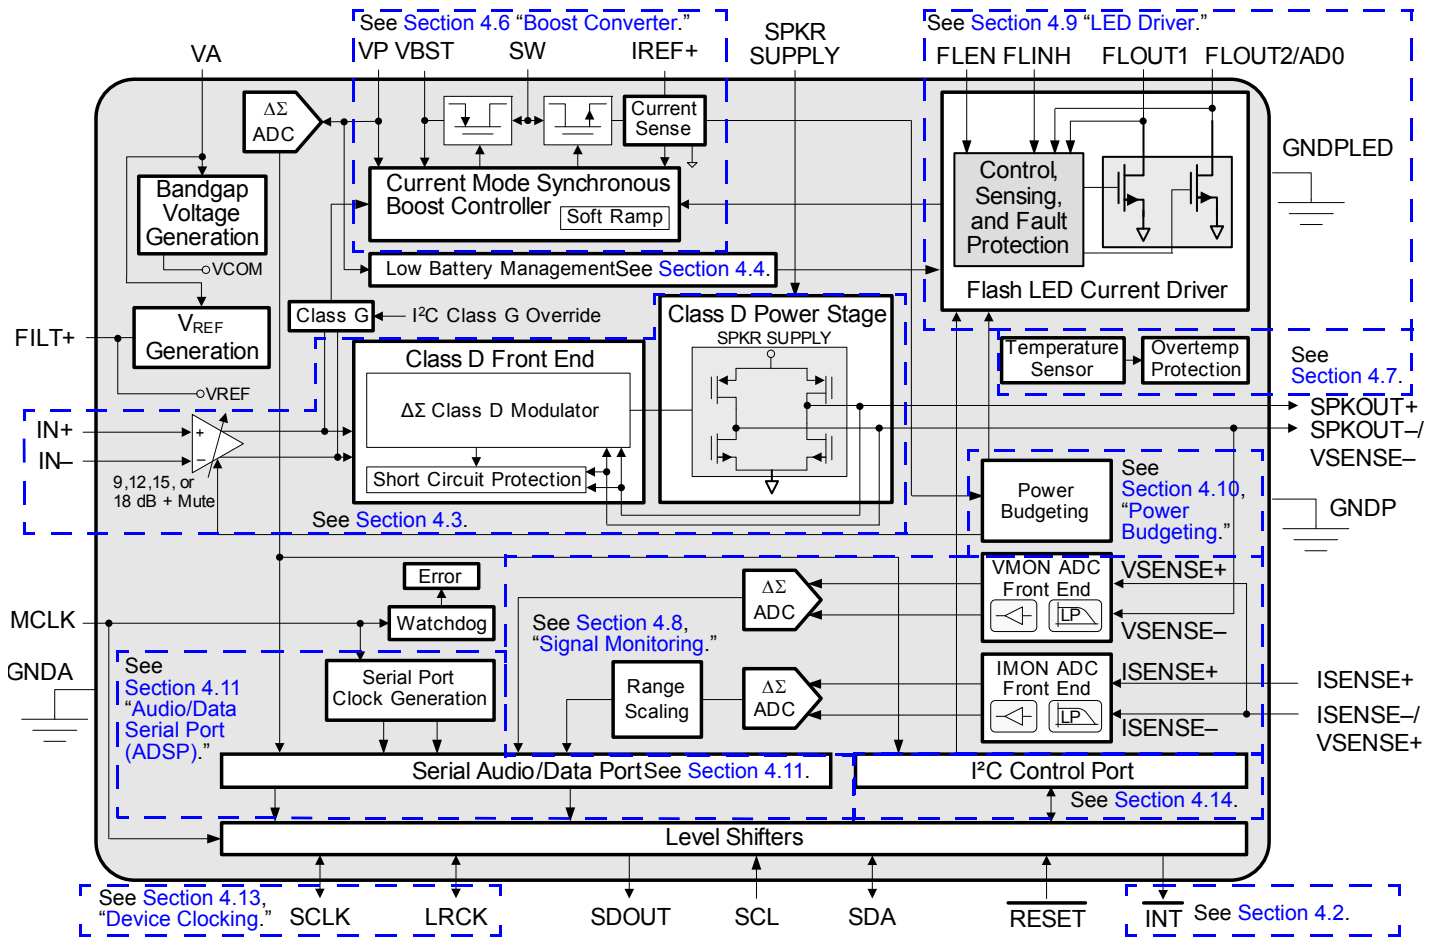 See Section 4.6 “Boost Converter.”
See Section 4.9 “LED Driver.”
SPKR
SUPPLY
VA
VP VBST
SW
IREF+
FLEN FLINH
FLOUT1
FLOUT2/AD0
ΔΣ
ADC
Current
Sense
GNDPLED
Bandgap
Voltage
Generation
VCOM
Current Mode Synchronous
Boost Controller
Soft Ramp
Control,
Sensing,
and Fault
Protection
Flash LED Current Driver
Low Battery Management See Section 4.4.
Class G
I²C Class G Override
Class D Power Stage
SPKR SUPPLY
FILT+
VREF
Generation
VREF
Class D Front End
ΔΣ Class D Modulator
Short Circuit Protection
Temperature
Sensor
Overtemp
Protection
See
Section 4.7.
SPKOUT+
SPKOUT–/
VSENSE–
IN+
IN–
+
–
9,12,15, or
18 dB + Mute
See Section 4.3.
Power
Budgeting
See
Section 4.10,
“Power
Budgeting.”
GNDP
Error
Watchdog
MCLK
GNDA
ΔΣ
ADC
VMON ADC
Front End
LP
VSENSE+
VSENSE–
See Section 4.8,
“Signal Monitoring.”
See
Section 4.11
“Audio/Data
Serial Port
(ADSP).”
Serial Port
Clock Generation
Range
Scaling
ΔΣ
ADC
IMON ADC
Front End
LP
ISENSE+
ISENSE–
ISENSE+
ISENSE–/
VSENSE+
Serial Audio/Data Port See Section 4.11.
I²C Control Port
See Section 4.14.
Level Shifters
See Section 4.13,
“Device Clocking.”
SCLK
LRCK
SDOUT
SCL
SDA
RESET
INT
See Section 4.2.